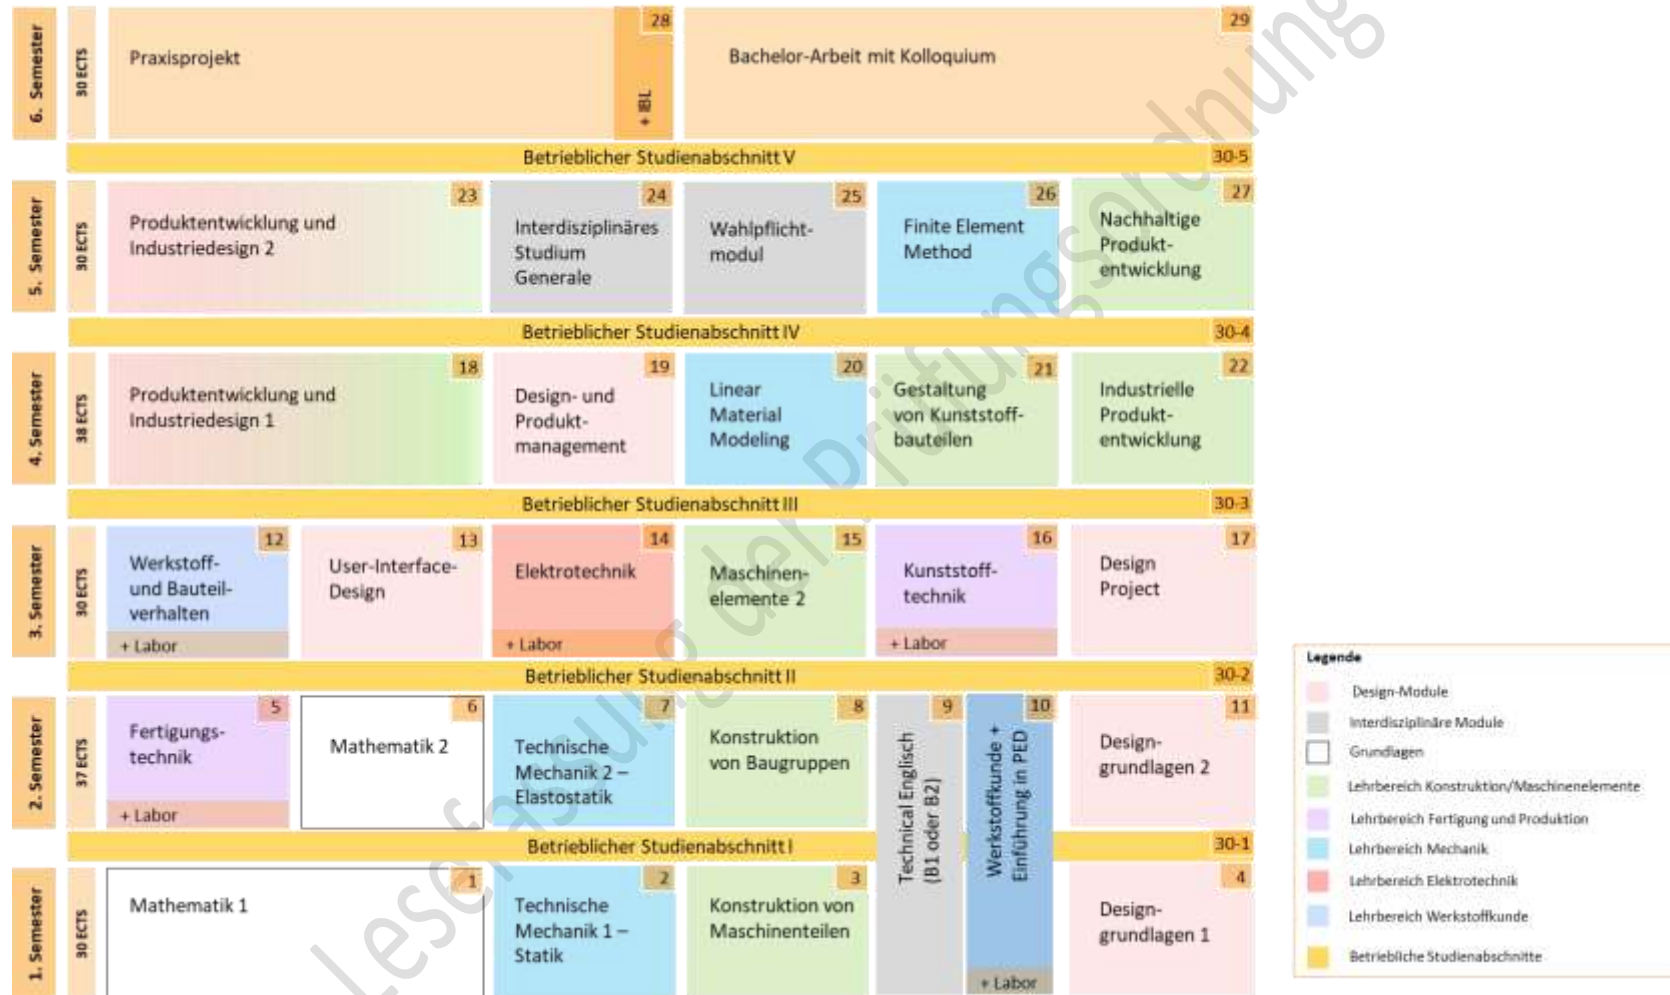 6. Semester
30 ECTS
Praxisprojekt
28
+ IBL
Bachelor-Arbeit mit Kolloquium
29
Betrieblicher Studienabschnitt V
30-5
5. Semester
30 ECTS
Produktentwicklung und
Industriedesign 2
23
Interdisziplinäres
Studium
Generale
24
Wahlpflicht-
modul
25
Finite Element
Method
26
Nachhaltige
Produkt-
entwicklung
27
Betrieblicher Studienabschnitt IV
30-4
4. Semester
38 ECTS
Produktentwicklung und
Industriedesign 1
18
Design- und
Produkt-
management
19
Linear
Material
Modeling
20
Gestaltung
von Kunststoff-
bauteilen
21
Industrielle
Produkt-
entwicklung
22
Betrieblicher Studienabschnitt III
30-3
3. Semester
30 ECTS
Werkstoff-
und Bauteil-
verhalten
12
+ Labor
User-Interface-
Design
13
Elektrotechnik
14
+ Labor
Maschinen-
elemente 2
15
Kunststoff-
technik
16
+ Labor
Design
Project
17
Betrieblicher Studienabschnitt II
30-2
2. Semester
37 ECTS
Fertigungs-
technik
5
+ Labor
Mathematik 2
6
Technische
Mechanik 2 –
Elastostatik
7
Konstruktion
von Baugruppen
8
Technical Englisch
(B1 oder B2)
9
Werkstoffkunde +
Einführung in PED
10
+ Labor
Design-
grundlagen 2
11
Betrieblicher Studienabschnitt I
30-1
1. Semester
30 ECTS
Mathematik 1
1
Technische
Mechanik 1 –
Statik
2
Konstruktion von
Maschinenteilen
3
Design-
grundlagen 1
4
Legende
Design-Module
Interdisziplinäre Module
Grundlagen
Lehrbereich Konstruktion/Maschinenelemente
Lehrbereich Fertigung und Produktion
Lehrbereich Mechanik
Lehrbereich Elektrotechnik
Lehrbereich Werkstoffkunde
Betriebliche Studienabschnitte
Lesefassung der Prüfungsordnung